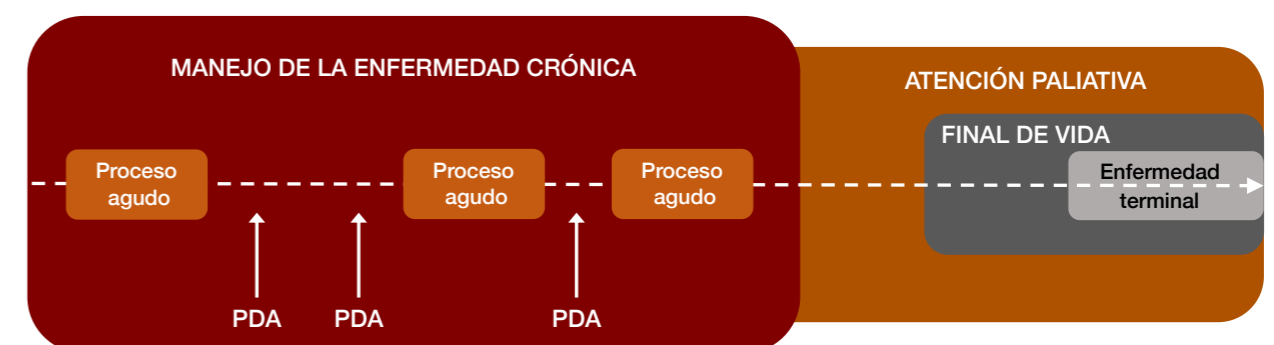 MANEJO DE LA ENFERMEDAD CRÓNICA
ATENCIÓN PALIATIVA
FINAL DE VIDA
Proceso
agudo
Proceso
agudo
Proceso
agudo
Enfermedad
terminal
PDA
PDA
PDA